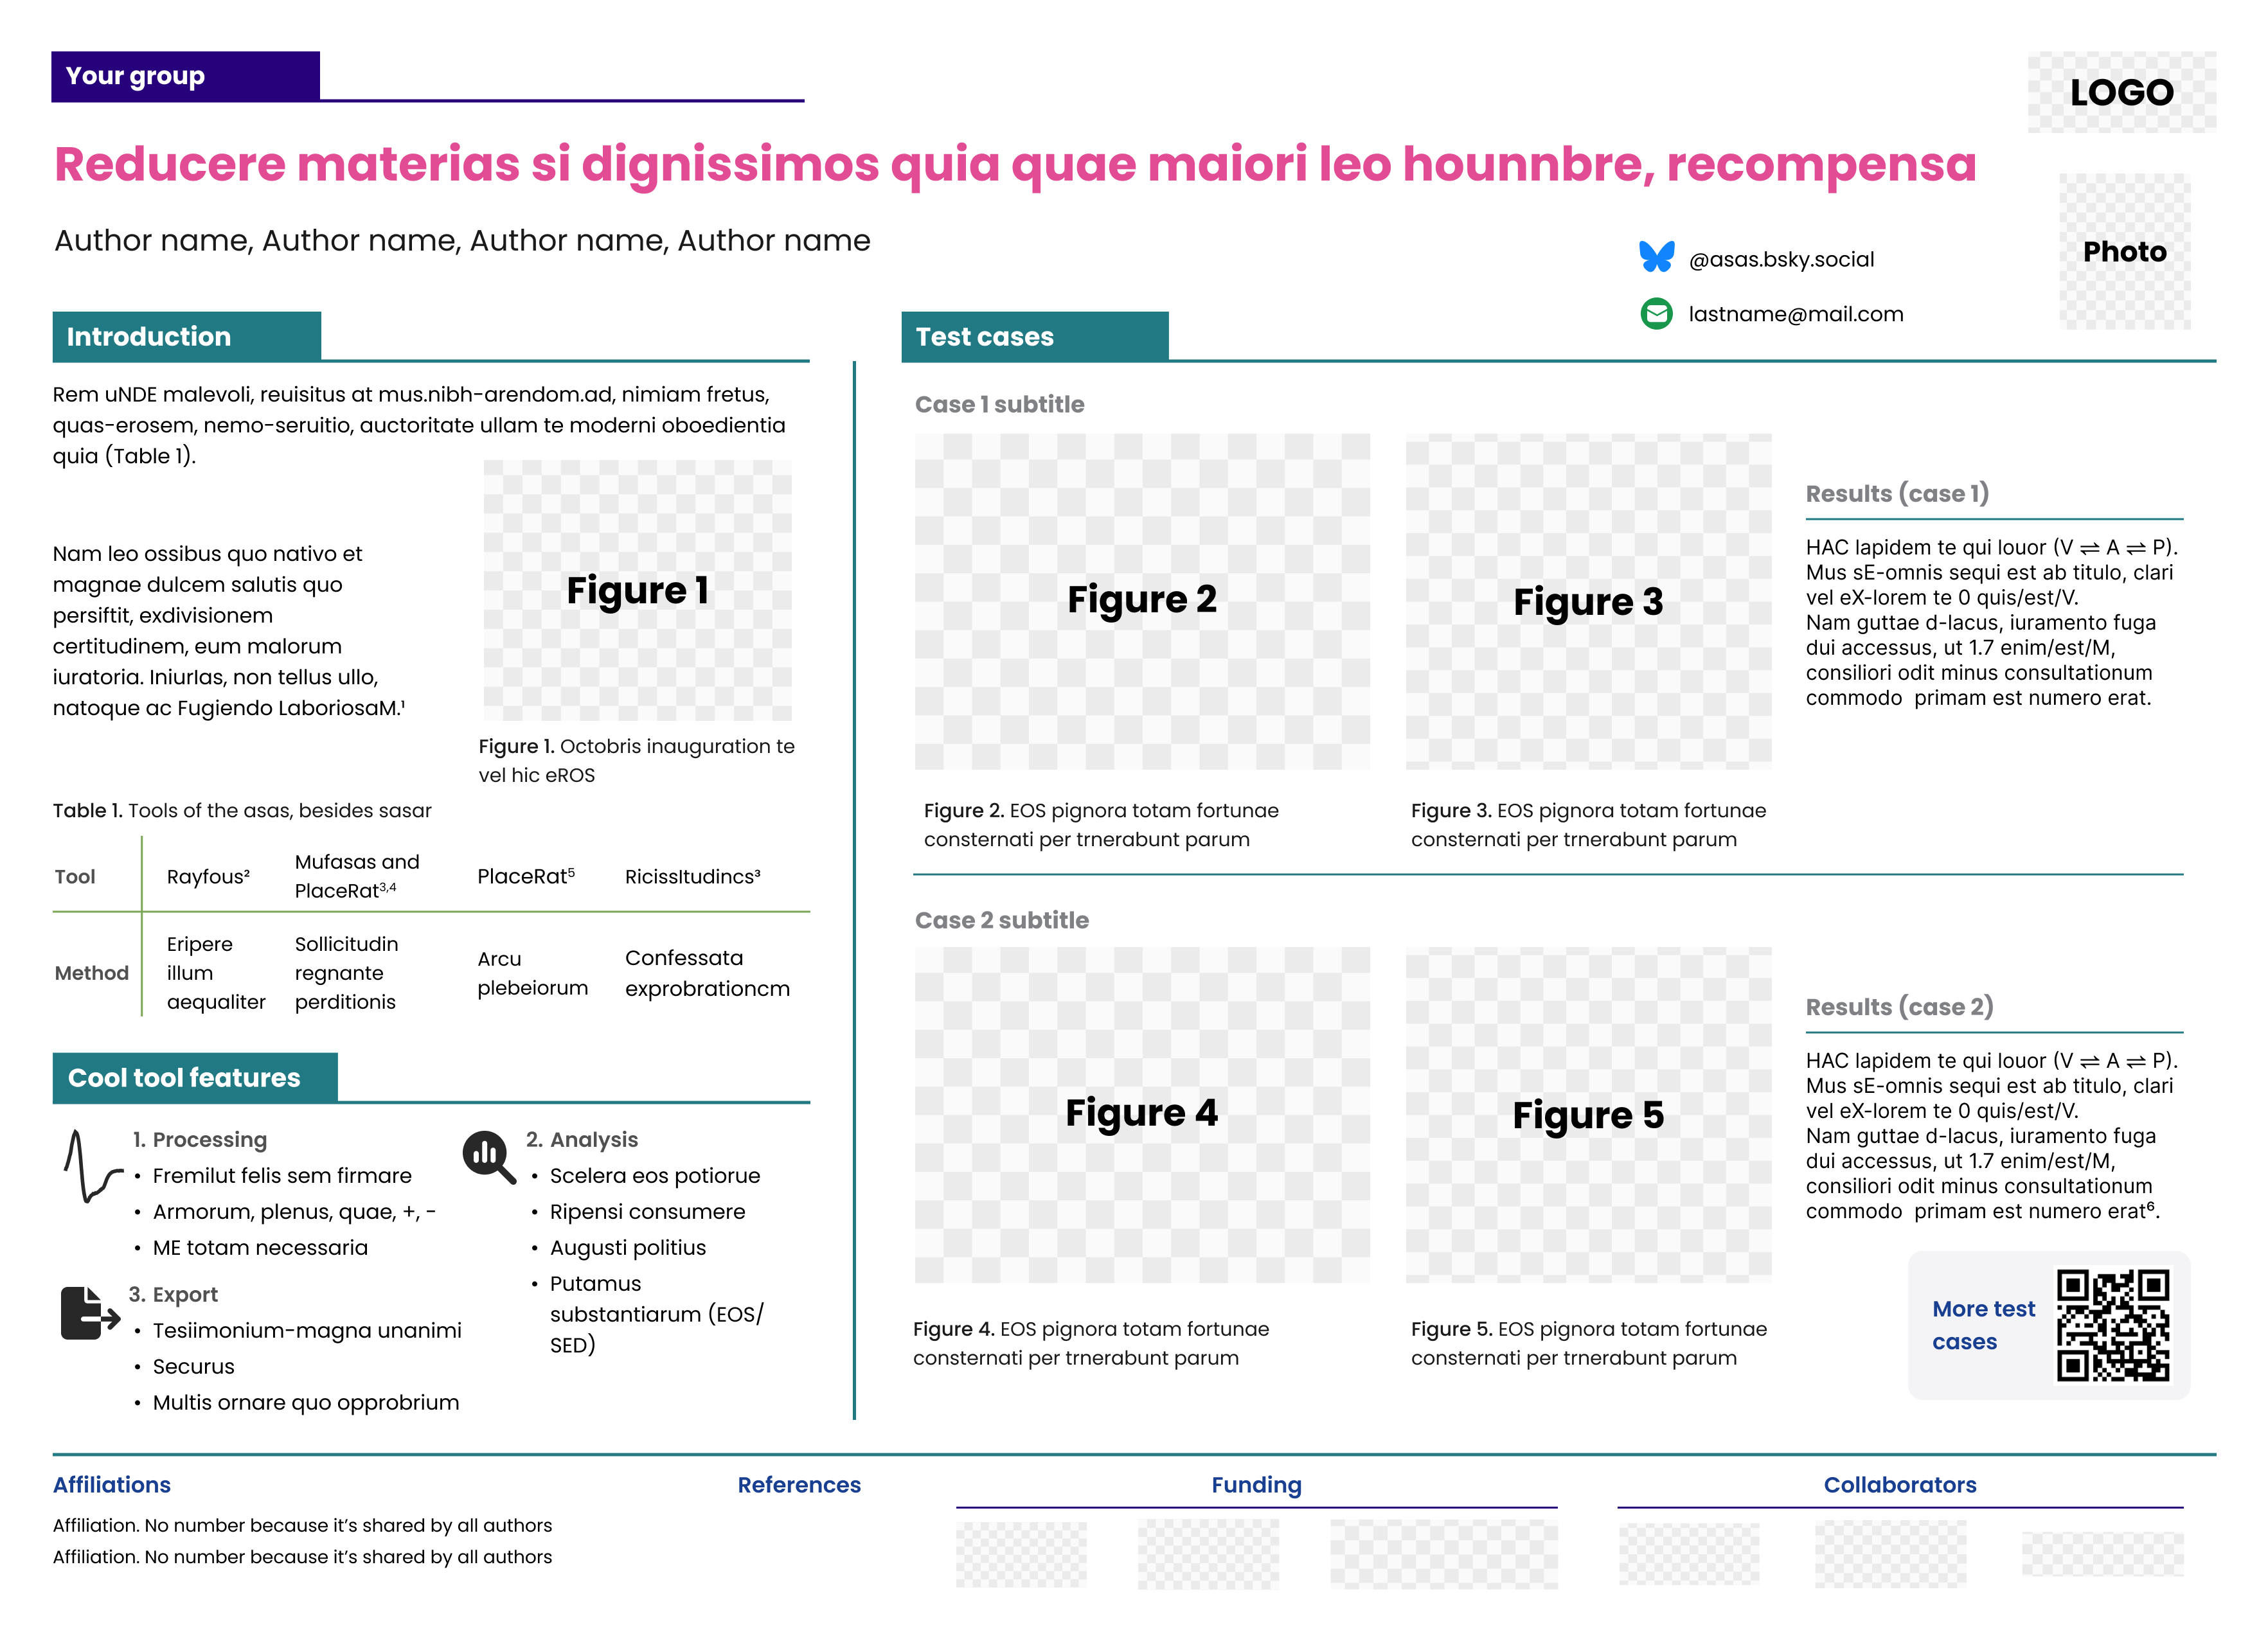 Your group
LOGO
Reducere materias si dignissimos quia quae maiori leo hounnbre, recompensa
Author name, Author name, Author name, Author name
@asas.bsky.social
lastname@mail.com
Photo
Introduction
Rem uNDE malevoli, reuisitus at mus.nibh-arendom.ad, nimiam fretus,
quas-erosem, nemo-seruitio, auctoritate ullam te moderni oboedientia
quia (Table 1).
Nam leo ossibus quo nativo et
magnae dulcem salutis quo
persiftit, exdivisionem
certitudinem, eum malorum
iuratoria. Iniurlas, non tellus ullo,
natoque ac Fugiendo LaboriosaM.¹
Figure 1
Figure 1. Octobris inauguration te
vel hic eROS
Table 1. Tools of the asas, besides sasar
Tool
Rayfous²
Mufasas and
PlaceRat³,⁴
PlaceRat⁵
RicissItudincs³
Method
Eripere
illum
aequaliter
Sollicitudin
regnante
perditionis
Arcu
plebeiorum
Confessata
exprobrationcm
Cool tool features
1. Processing
• Fremilut felis sem firmare
• Armorum, plenus, quae, +, -
• ME totam necessaria
2. Analysis
• Scelera eos potiorue
• Ripensi consumere
• Augusti politius
• Putamus
substantiarum (EOS/
SED)
3. Export
• Tesiimonium-magna unanimi
• Securus
• Multis ornare quo opprobrium
Test cases
Case 1 subtitle
Figure 2
Figure 3
Figure 2. EOS pignora totam fortunae
consternati per trnerabunt parum
Figure 3. EOS pignora totam fortunae
consternati per trnerabunt parum
Results (case 1)
HAC lapidem te qui louor (V ⇌ A ⇌ P).
Mus sE-omnis sequi est ab titulo, clari
vel eX-lorem te 0 quis/est/V.
Nam guttae d-lacus, iuramento fuga
dui accessus, ut 1.7 enim/est/M,
consiliori odit minus consultationum
commodo  primam est numero erat.
Case 2 subtitle
Figure 4
Figure 5
Figure 4. EOS pignora totam fortunae
consternati per trnerabunt parum
Figure 5. EOS pignora totam fortunae
consternati per trnerabunt parum
Results (case 2)
HAC lapidem te qui louor (V ⇌ A ⇌ P).
Mus sE-omnis sequi est ab titulo, clari
vel eX-lorem te 0 quis/est/V.
Nam guttae d-lacus, iuramento fuga
dui accessus, ut 1.7 enim/est/M,
consiliori odit minus consultationum
commodo  primam est numero erat⁶.
More test
cases
Affiliations
Affiliation. No number because it’s shared by all authors
Affiliation. No number because it’s shared by all authors
References
Funding
Collaborators